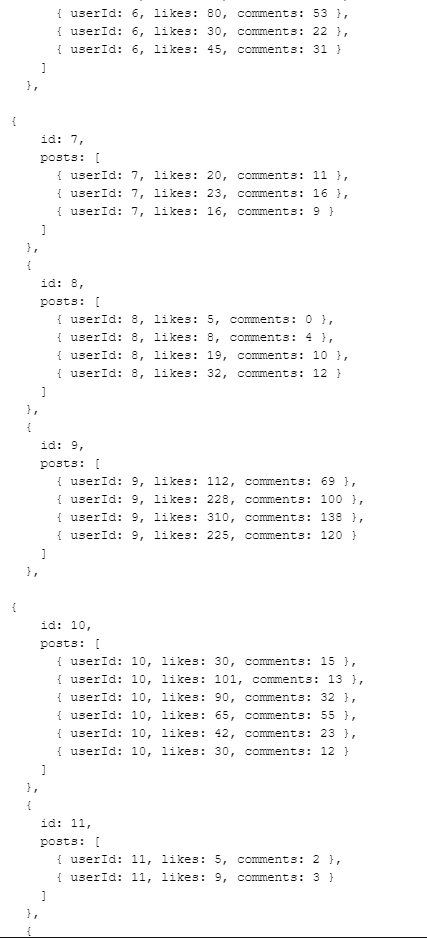 { userId: 6, likes: 80, comments: 53 },
{ userId: 6, likes: 30, comments: 22 },
{ userId: 6, likes: 45, comments: 31 }
]
},
{
id: 7,
posts: [
{ userId: 7, likes: 20, comments: 11 },
{ userId: 7, likes: 23, comments: 16 },
{ userId: 7, likes: 16, comments: 9 }
]
},
{
id: 8,
posts: [
{ userId: 8, likes: 5, comments: 0 },
{ userId: 8, likes: 8, comments: 4 },
{ userId: 8, likes: 19, comments: 10 },
{ userId: 8, likes: 32, comments: 12 }
]
},
{
id: 9,
posts: [
{ userId: 9, likes: 112, comments: 69 },
{ userId: 9, likes: 228, comments: 100 },
{ userId: 9, likes: 310, comments: 138 },
{ userId: 9, likes: 225, comments: 120 }
]
},
{
id: 10,
posts: [
{ userId: 10, likes: 30, comments: 15 },
{ userId: 10, likes: 101, comments: 13 },
{ userId: 10, likes: 90, comments: 32 },
{ userId: 10, likes: 65, comments: 55 },
{ userId: 10, likes: 42, comments: 23 },
{ userId: 10, likes: 30, comments: 12 }
]
},
{
id: 11,
posts: [
{ userId: 11, likes: 5, comments: 2 },
{ userId: 11, likes: 9, comments: 3 }
]
},
{